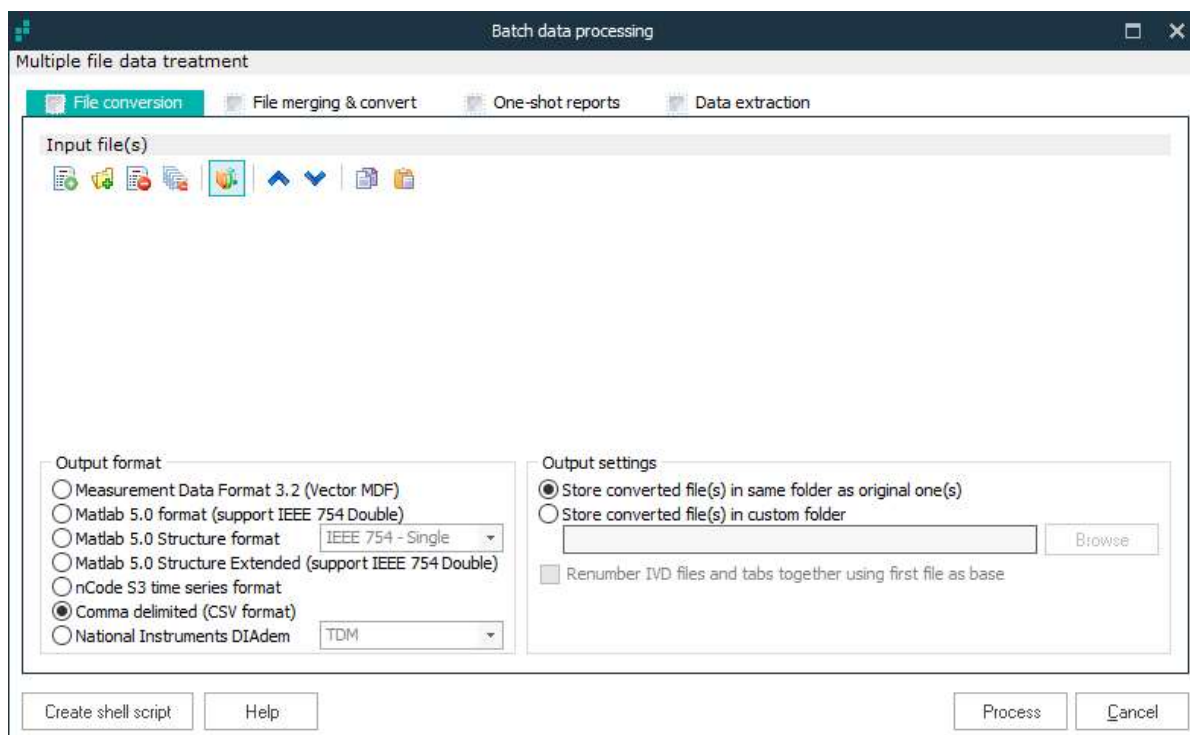 Batch data processing
Multiple file data treatment
File conversion File merging & convert One-shot reports Data extraction
Input file(s)
Output format
Measurement Data Format 3.2 (Vector MDF)
Matlab 5.0 format (support IEEE 754 Double)
Matlab 5.0 Structure format IEEE 754 - Single
Matlab 5.0 Structure Extended (support IEEE 754 Double)
nCode S3 time series format
Comma delimited (CSV format)
National Instruments DIAdem TDM
Output settings
Store converted file(s) in same folder as original one(s)
Store converted file(s) in custom folder
Browse
Renumber IVD files and tabs together using first file as base
Create shell script Help Process Cancel